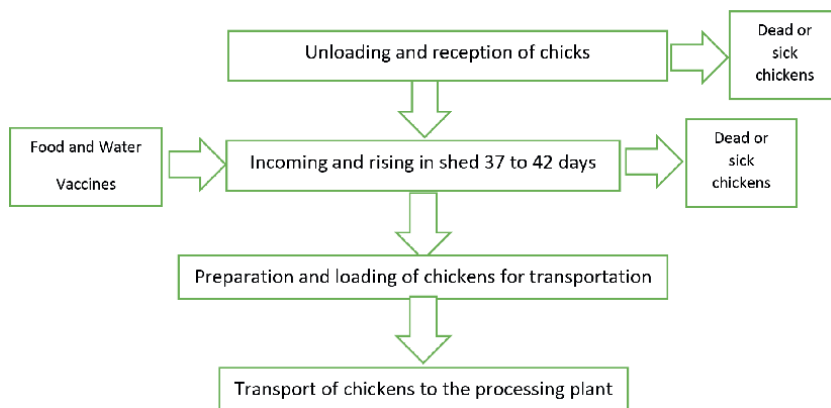 Unloading and reception of chicks
Dead or
sick
chickens
Food and Water
Vaccines
Incoming and rising in shed 37 to 42 days
Dead or
sick
chickens
Preparation and loading of chickens for transportation
Transport of chickens to the processing plant